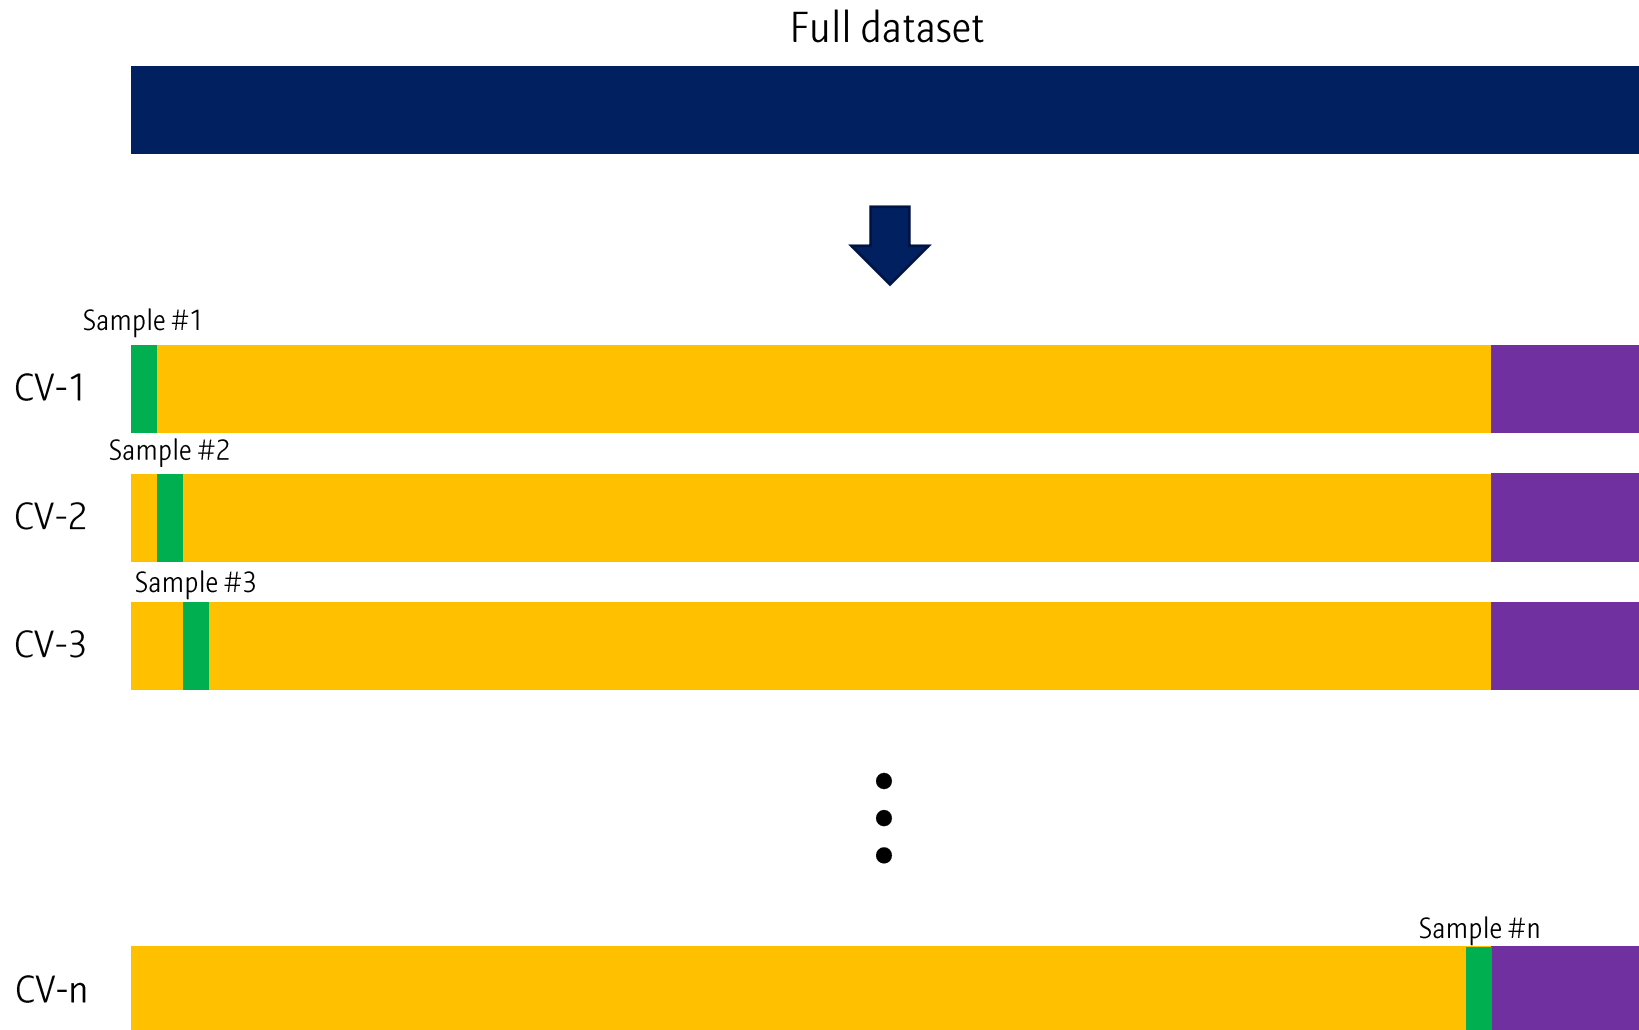 Full dataset
Sample #1
CV-1
Sample #2
CV-2
Sample #3
CV-3
Sample #n
CV-n